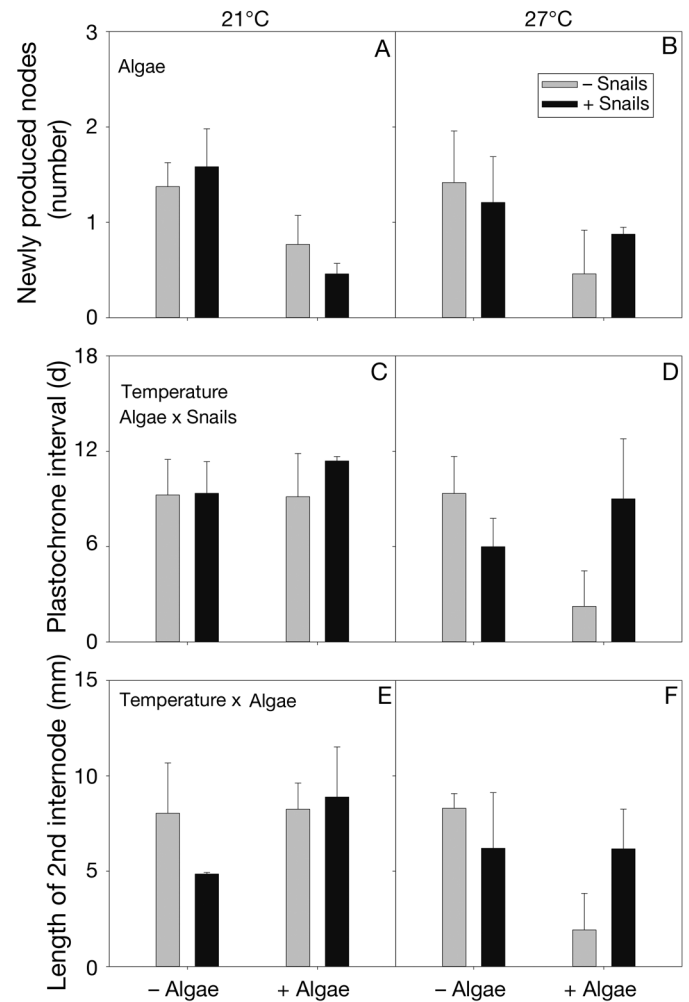 21°C
27°C
Newly produced nodes
(number)
3
2
1
0
Algae
A
B
– Snails
+ Snails
Plastochrone interval (d)
18
12
6
0
Temperature
Algae x Snails
C
D
Length of 2nd internode (mm)
15
10
5
0
Temperature x Algae
E
F
– Algae
+ Algae
– Algae
+ Algae